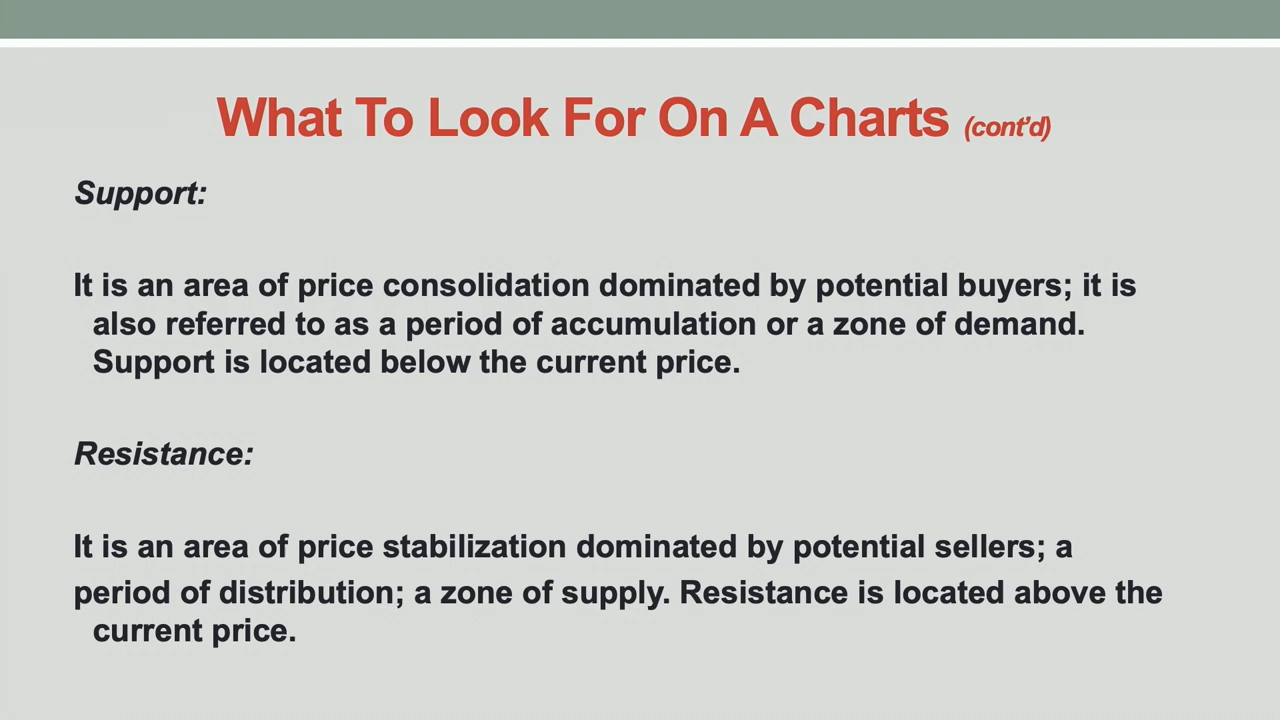 What To Look For On A Charts (cont'd)
Support:
It is an area of price consolidation dominated by potential buyers; it is
also referred to as a period of accumulation or a zone of demand.
Support is located below the current price.
Resistance:
It is an area of price stabilization dominated by potential sellers; a
period of distribution; a zone of supply. Resistance is located above the
current price.